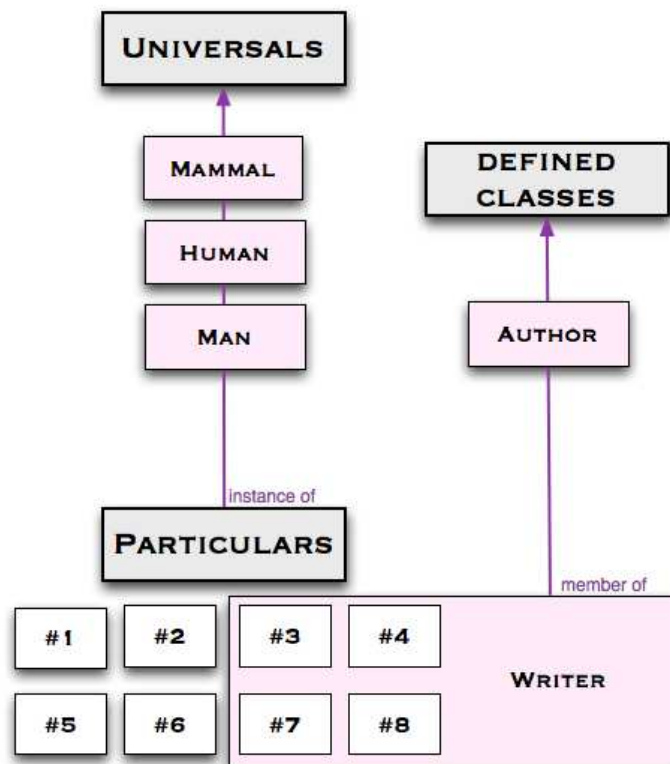 UNIVERSALS
MAMMAL
HUMAN
MAN
DEFINED
CLASSES
AUTHOR
instance of
PARTICULARS
member of
#1 #2 #3 #4
WRITER
#5 #6 #7 #8